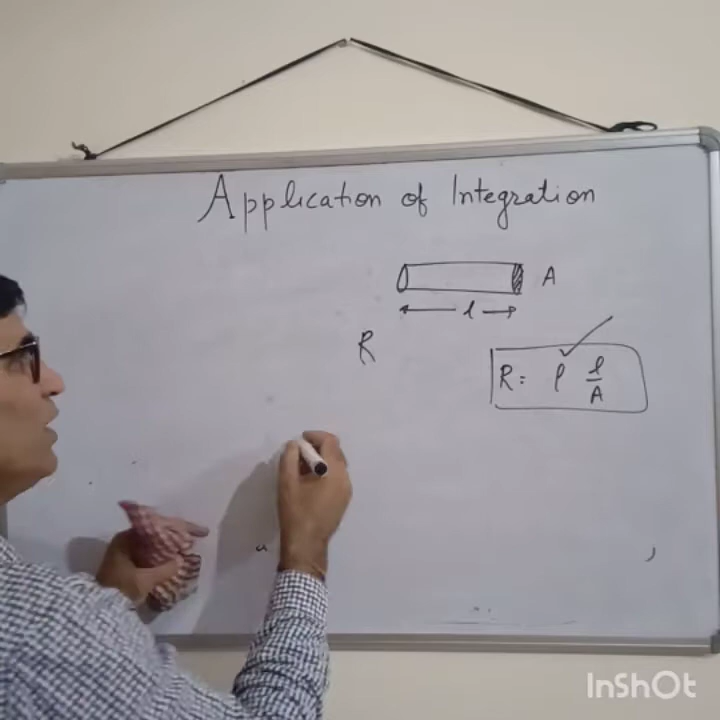 Application of Integration
A
l
R
R = ρ l/A
InShOt